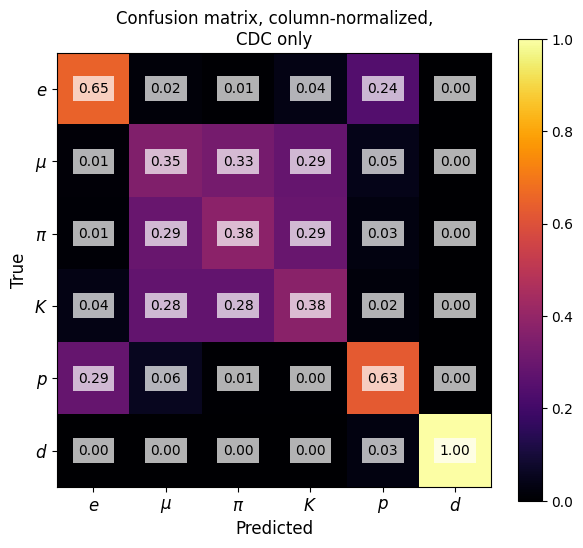 Confusion matrix, column-normalized,
CDC only
1.0
e 0.65 0.02 0.01 0.04 0.24 0.00
0.8
μ 0.01 0.35 0.33 0.29 0.05 0.00
π 0.01 0.29 0.38 0.29 0.03 0.00
0.6
True
K 0.04 0.28 0.28 0.38 0.02 0.00
0.4
p 0.29 0.06 0.01 0.00 0.63 0.00
0.2
d 0.00 0.00 0.00 0.00 0.03 1.00
0.0
e μ π K p d
Predicted